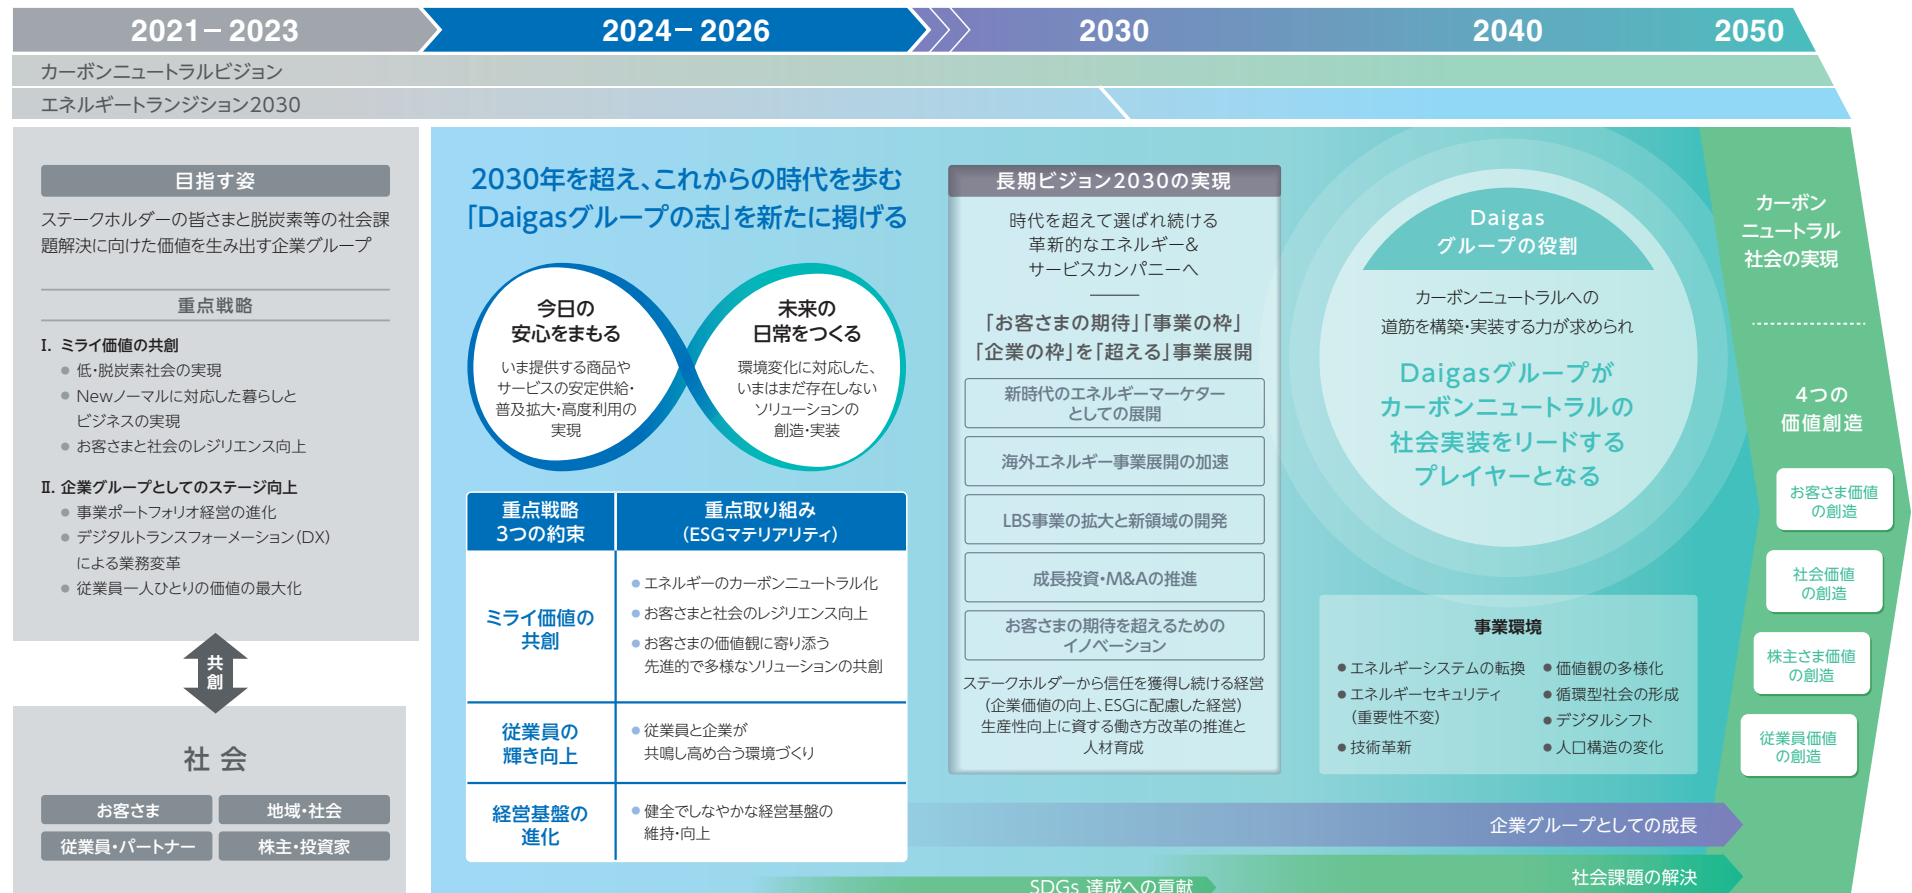 2021－2023
2024－2026
2030
2040
2050
カーボンニュートラルビジョン
エネルギートランジション2030
目指す姿
ステークホルダーの皆さまと脱炭素等の社会課
題解決に向けた価値を生み出す企業グループ
重点戦略
I. ミライ価値の共創
● 低・脱炭素社会の実現
● Newノーマルに対応した暮らしと
ビジネスの実現
● お客さまと社会のレジリエンス向上
II. 企業グループとしてのステージ向上
● 事業ポートフォリオ経営の進化
● デジタルトランスフォーメーション(DX)
による業務変革
● 従業員一人ひとりの価値の最大化
共創
社会
お客さま
地域・社会
従業員・パートナー
株主・投資家
2030年を超え、これからの時代を歩む
「Daigasグループの志」を新たに掲げる
今日の
安心をまもる
いま提供する商品や
サービスの安定供給・
普及拡大・高度利用の
実現
未来の
日常をつくる
環境変化に対応した、
いまはまだ存在しない
ソリューションの
創造・実装
重点戦略
3つの約束
重点取り組み
(ESGマテリアリティ)
ミライ価値の
共創
● エネルギーのカーボンニュートラル化
● お客さまと社会のレジリエンス向上
● お客さまの価値観に寄り添う
先進的で多様なソリューションの共創
従業員の
輝き向上
● 従業員と企業が
共鳴し高め合う環境づくり
経営基盤の
進化
● 健全でしなやかな経営基盤の
維持・向上
長期ビジョン2030の実現
時代を超えて選ばれ続ける
革新的なエネルギー&
サービスカンパニーへ
「お客さまの期待」「事業の枠」
「企業の枠」を「超える」事業展開
新時代のエネルギーマーケター
としての展開
海外エネルギー事業展開の加速
LBS事業の拡大と新領域の開発
成長投資・M&Aの推進
お客さまの期待を超えるための
イノベーション
ステークホルダーから信任を獲得し続ける経営
(企業価値の向上、ESGに配慮した経営)
生産性向上に資する働き方改革の推進と
人材育成
Daigas
グループの役割
カーボンニュートラルへの
道筋を構築・実装する力が求められ
Daigasグループが
カーボンニュートラルの
社会実装をリードする
プレイヤーとなる
事業環境
● エネルギーシステムの転換
● エネルギーセキュリティ
(重要性不変)
● 技術革新
● 価値観の多様化
● 循環型社会の形成
● デジタルシフト
● 人口構造の変化
カーボン
ニュートラル
社会の実現
4つの
価値創造
お客さま価値
の創造
社会価値
の創造
株主さま価値
の創造
従業員価値
の創造
企業グループとしての成長
社会課題の解決
SDGs 達成への貢献